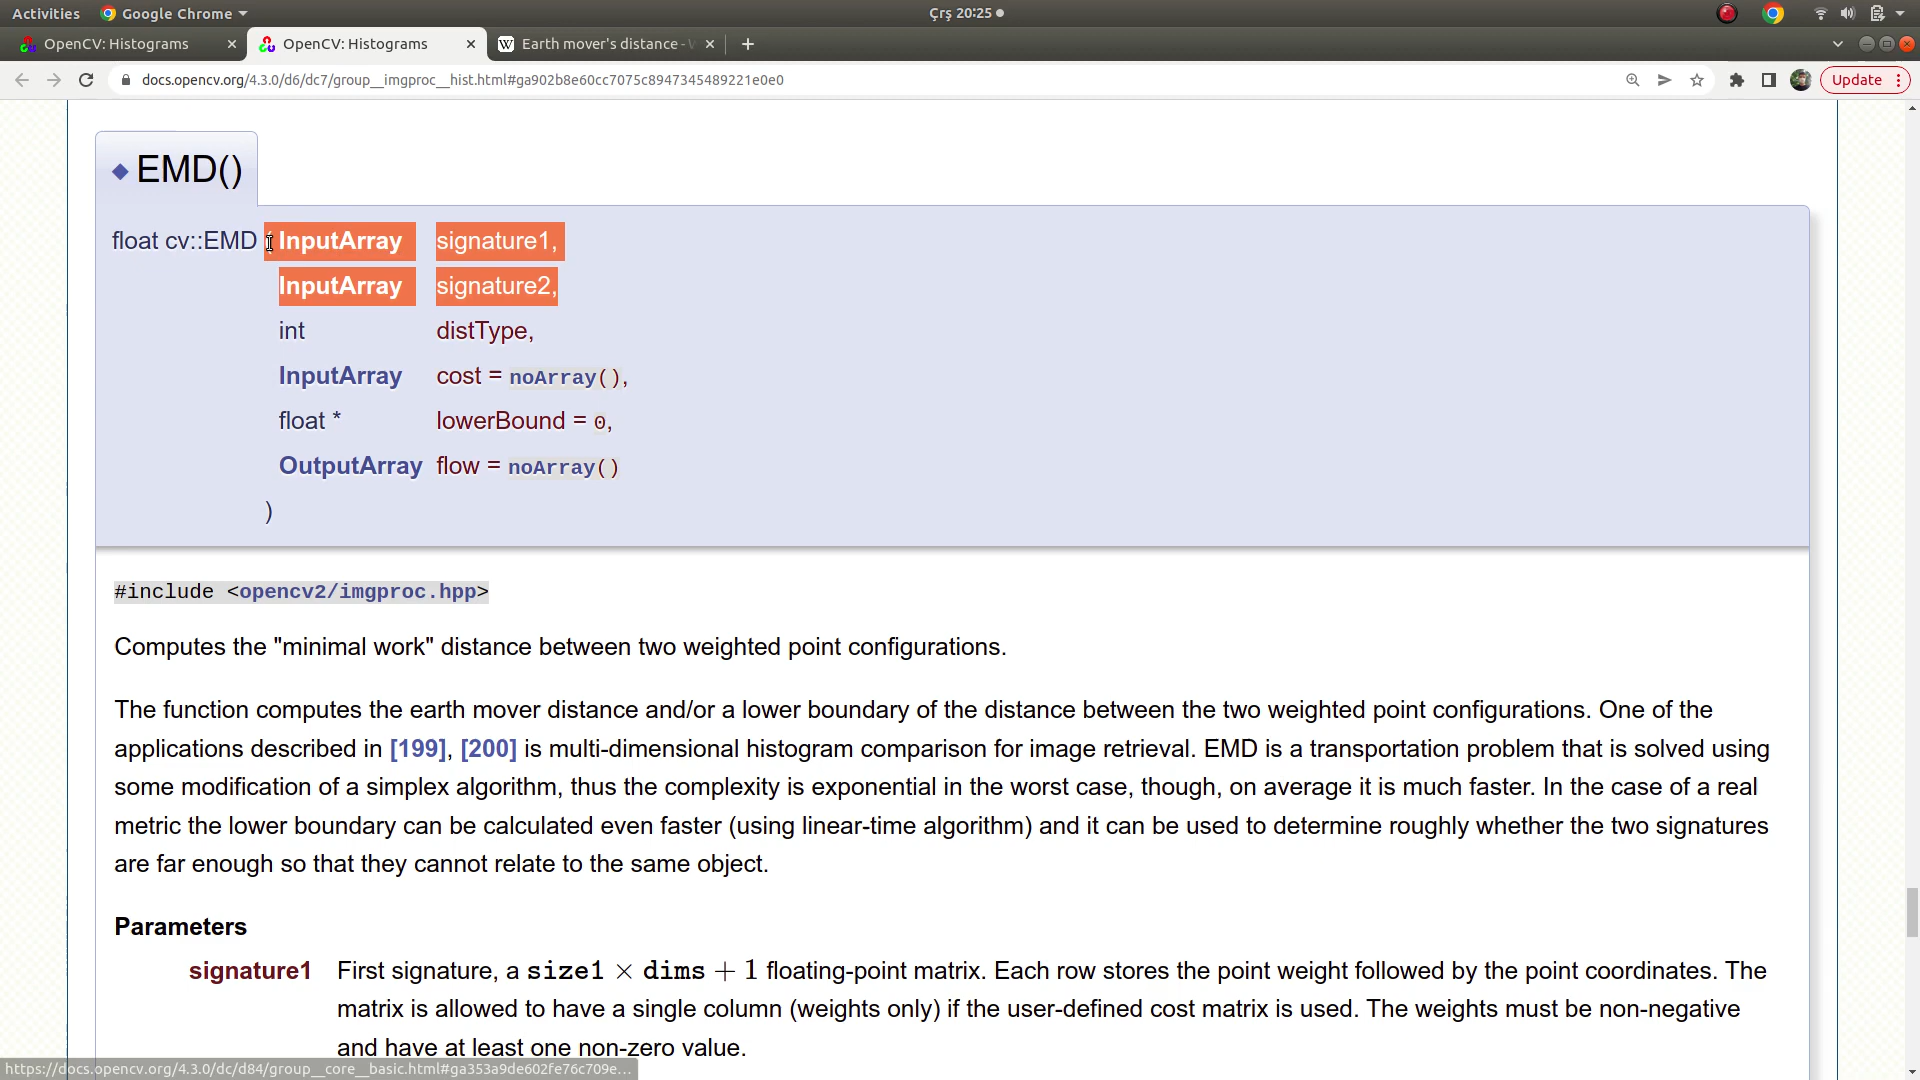 Activities Google Chrome Çrş 20:25
OpenCV: Histograms OpenCV: Histograms Earth mover's distance -
docs.opencv.org/4.3.0/d6/dc7/group__imgproc__hist.html#ga902b8e60cc7075c8947345489221e0e0 Update
◆ EMD()
float cv::EMD ( InputArray signature1,
InputArray signature2,
int distType,
InputArray cost = noArray(),
float * lowerBound = 0,
OutputArray flow = noArray()
)
#include <opencv2/imgproc.hpp>
Computes the "minimal work" distance between two weighted point configurations.
The function computes the earth mover distance and/or a lower boundary of the distance between the two weighted point configurations. One of the
applications described in [199], [200] is multi-dimensional histogram comparison for image retrieval. EMD is a transportation problem that is solved using
some modification of a simplex algorithm, thus the complexity is exponential in the worst case, though, on average it is much faster. In the case of a real
metric the lower boundary can be calculated even faster (using linear-time algorithm) and it can be used to determine roughly whether the two signatures
are far enough so that they cannot relate to the same object.
Parameters
signature1 First signature, a size1 × dims + 1 floating-point matrix. Each row stores the point weight followed by the point coordinates. The
matrix is allowed to have a single column (weights only) if the user-defined cost matrix is used. The weights must be non-negative
and have at least one non-zero value.
https://docs.opencv.org/4.3.0/dc/d84/group__core__basic.html#ga353a9de602fe76c709e...